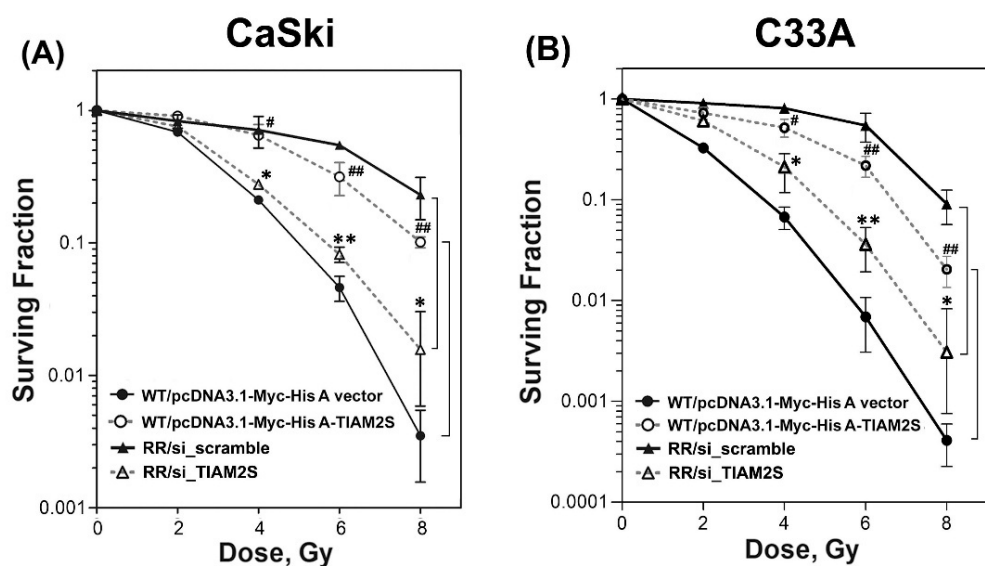 CaSki
(A)
Surving Fraction
1
0.1
0.01
0.001
#
*
##
**
##
*
WT/pcDNA3.1-Myc-His A vector
WT/pcDNA3.1-Myc-His A-TIAM2S
RR/si_scramble
RR/si_TIAM2S
0 2 4 6 8
Dose, Gy
C33A
(B)
Surving Fraction
1
0.1
0.01
0.001
0.0001
#
*
##
**
##
*
WT/pcDNA3.1-Myc-His A vector
WT/pcDNA3.1-Myc-His A-TIAM2S
RR/si_scramble
RR/si_TIAM2S
0 2 4 6 8
Dose, Gy